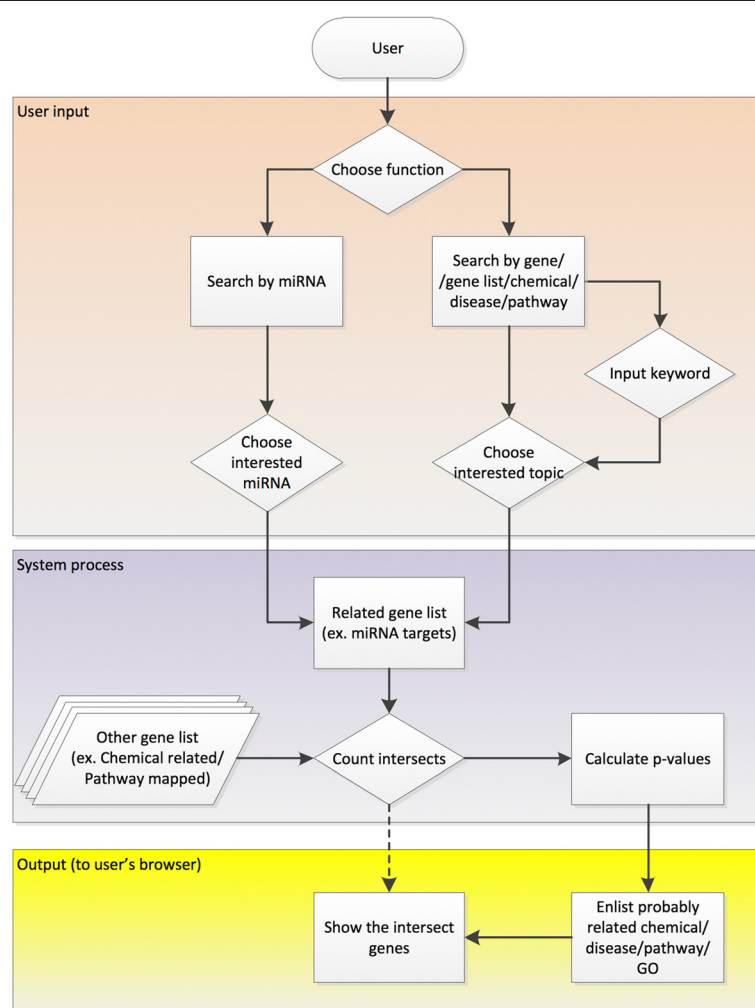 User
User input
Choose function
Search by miRNA
Search by gene/
/gene list/chemical/
disease/pathway
Input keyword
Choose
interested
miRNA
Choose
interested topic
System process
Related gene list
(ex. miRNA targets)
Other gene list
(ex. Chemical related/
Pathway mapped)
Count intersects
Calculate p-values
Output (to user's browser)
Show the intersect
genes
Enlist probably
related chemical/
disease/pathway/
GO